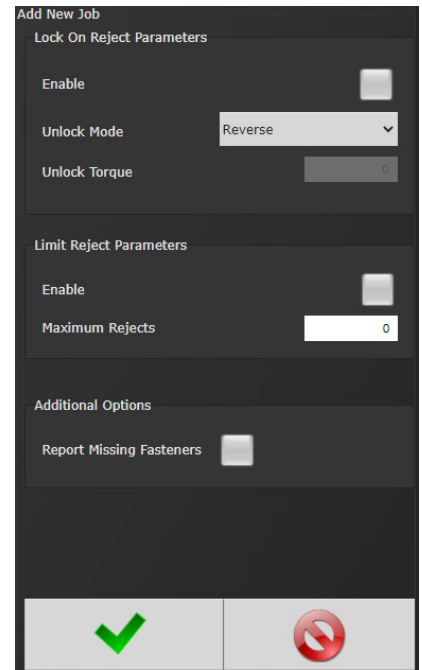 Add New Job
Lock On Reject Parameters
Enable
Unlock Mode Reverse
Unlock Torque 0
Limit Reject Parameters
Enable
Maximum Rejects 0
Additional Options
Report Missing Fasteners